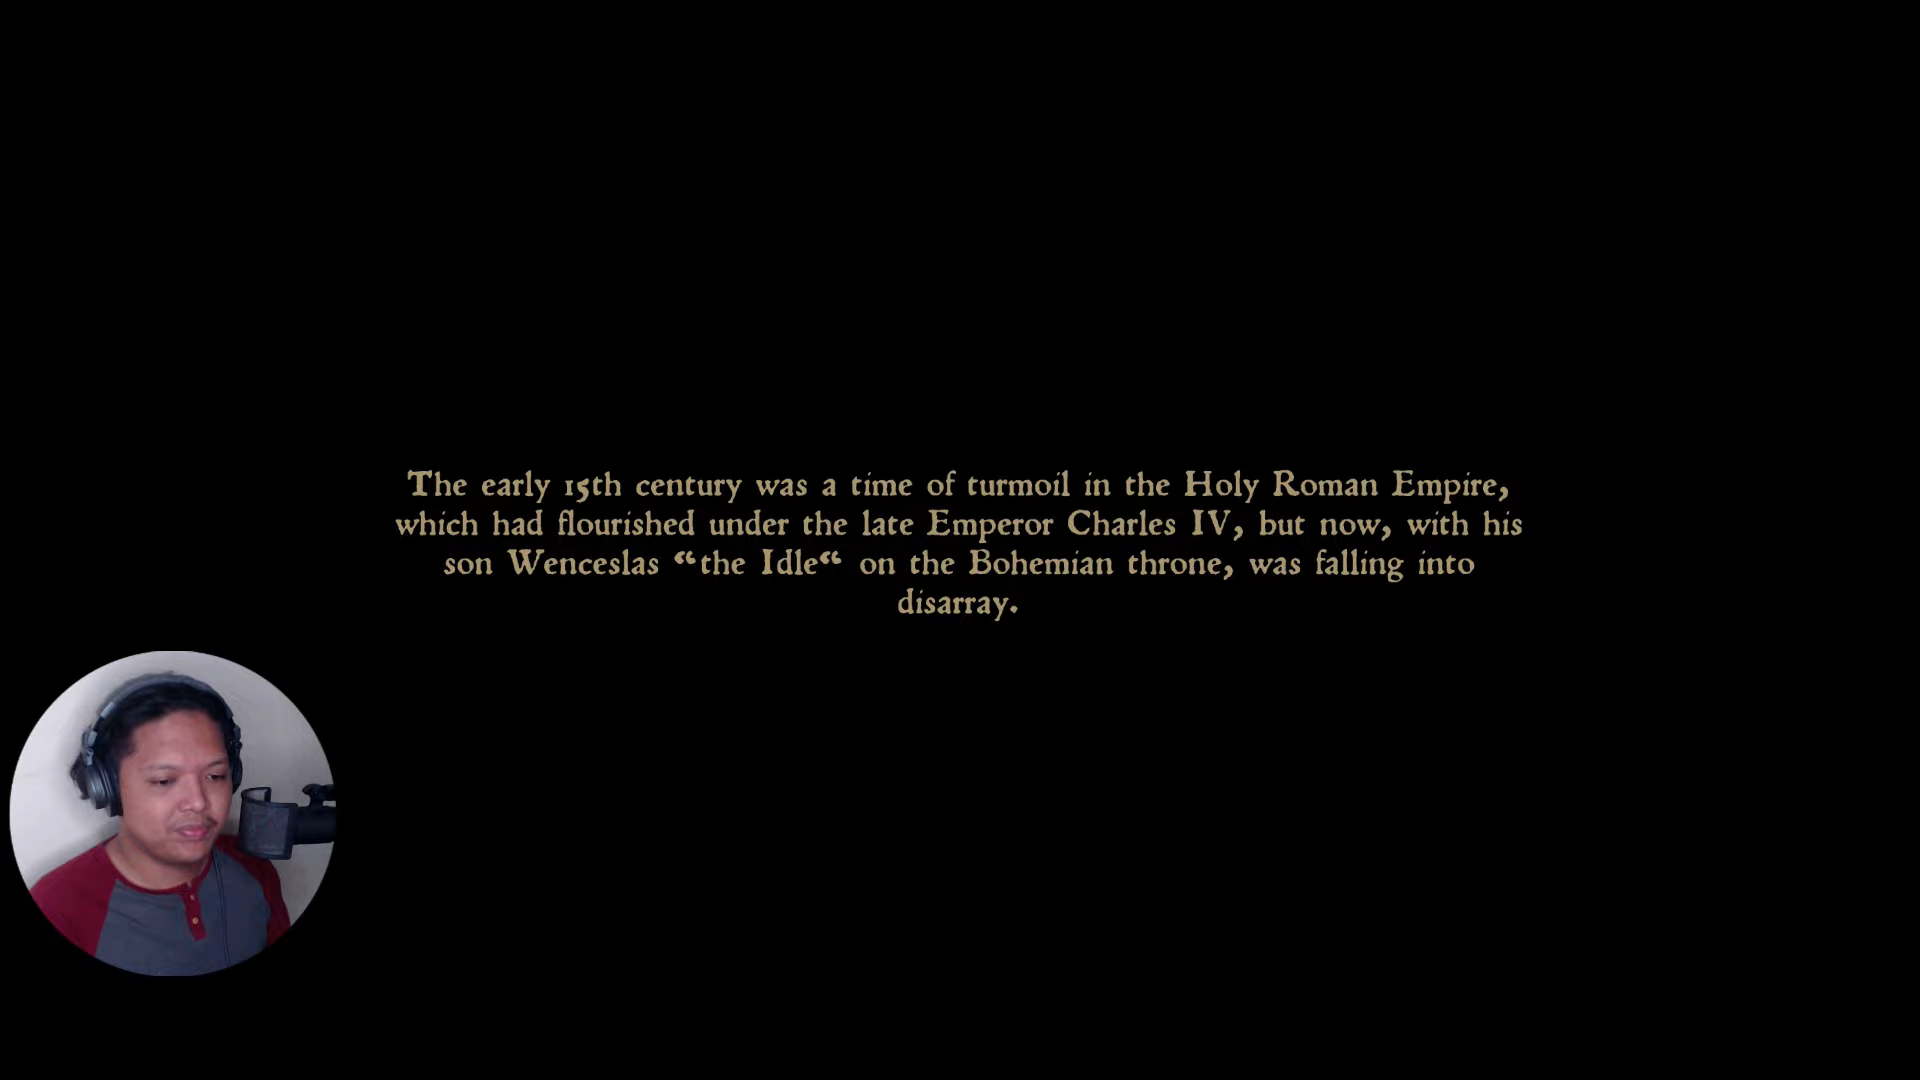 The early 15th century was a time of turmoil in the Holy Roman Empire,
which had flourished under the late Emperor Charles IV, but now, with his
son Wenceslas “the Idle“ on the Bohemian throne, was falling into
disarray.